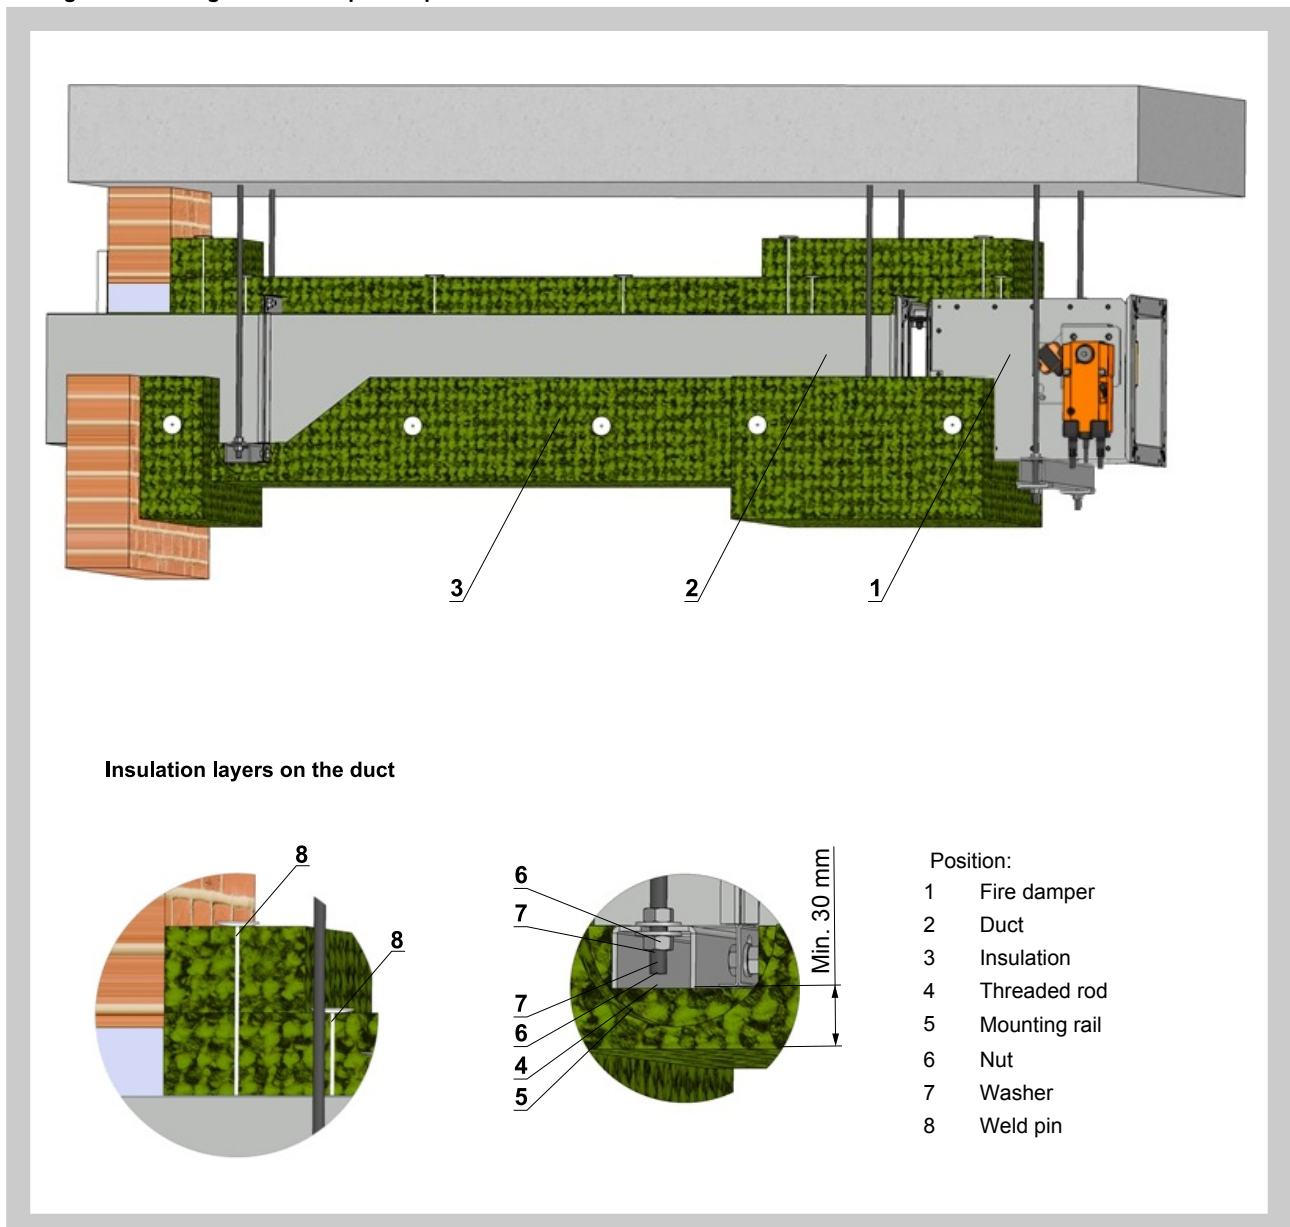 3
2
1
Insulation layers on the duct
8
8
6
7
7
6
4
5
Min. 30 mm
Position:
1 Fire damper
2 Duct
3 Insulation
4 Threaded rod
5 Mounting rail
6 Nut
7 Washer
8 Weld pin